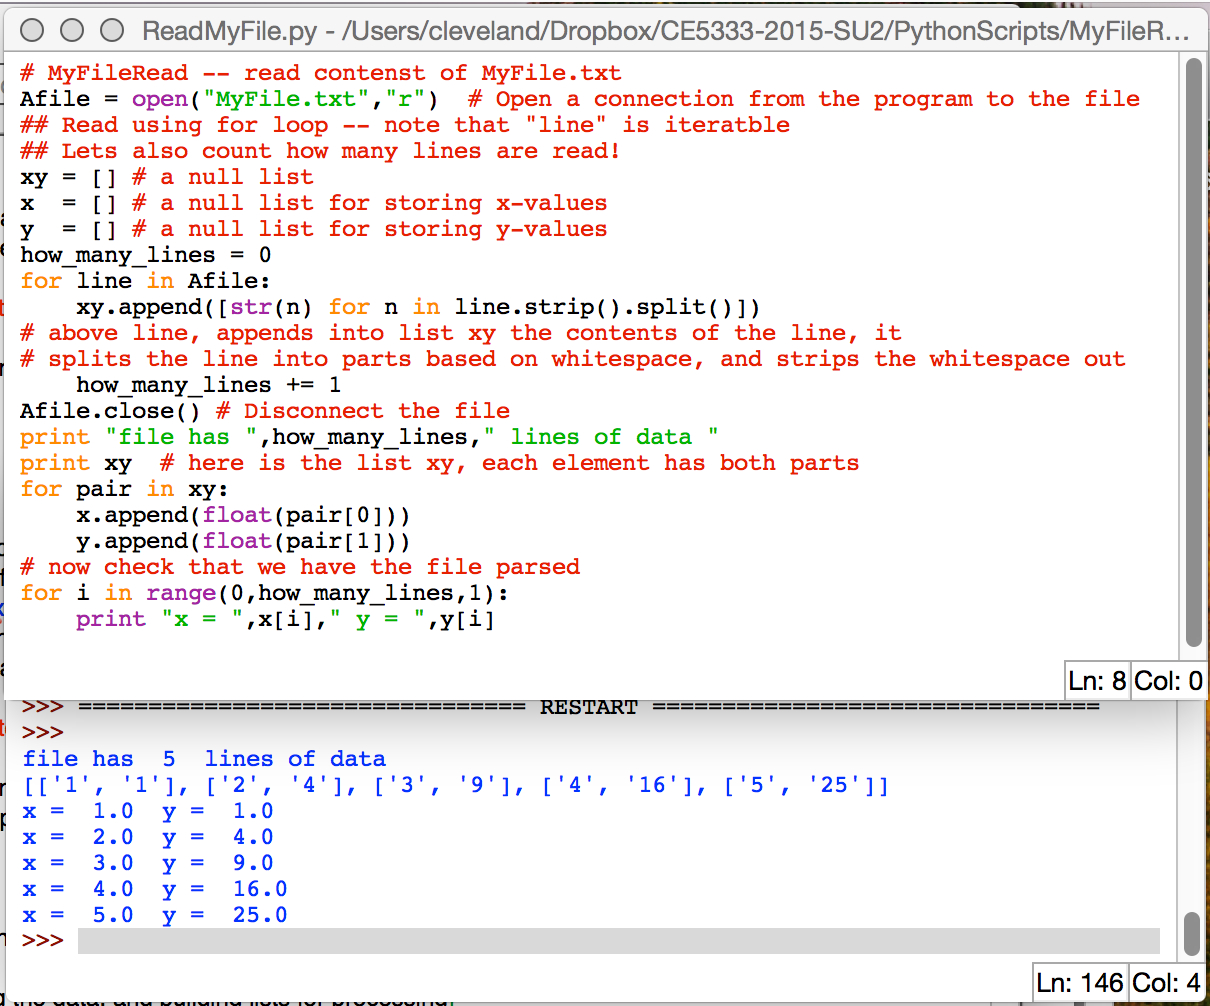 ReadMyFile.py - /Users/cleveland/Dropbox/CE5333-2015-SU2/PythonScripts/MyFileR...
# MyFileRead -- read contenst of MyFile.txt
Afile = open("MyFile.txt","r")  # Open a connection from the program to the file
## Read using for loop -- note that "line" is iteratble
## Lets also count how many lines are read!
xy = [] # a null list
x  = [] # a null list for storing x-values
y  = [] # a null list for storing y-values
how_many_lines = 0
for line in Afile:
    xy.append([str(n) for n in line.strip().split()])
# above line, appends into list xy the contents of the line, it
# splits the line into parts based on whitespace, and strips the whitespace out
    how_many_lines += 1
Afile.close() # Disconnect the file
print "file has ",how_many_lines," lines of data "
print xy  # here is the list xy, each element has both parts
for pair in xy:
    x.append(float(pair[0]))
    y.append(float(pair[1]))
# now check that we have the file parsed
for i in range(0,how_many_lines,1):
    print "x = ",x[i]," y = ",y[i]
Ln: 8 Col: 0
>>> ================================ RESTART ================================
>>>
file has  5  lines of data
[['1', '1'], ['2', '4'], ['3', '9'], ['4', '16'], ['5', '25']]
x =  1.0  y =  1.0
x =  2.0  y =  4.0
x =  3.0  y =  9.0
x =  4.0  y =  16.0
x =  5.0  y =  25.0
>>>
Ln: 146 Col: 4